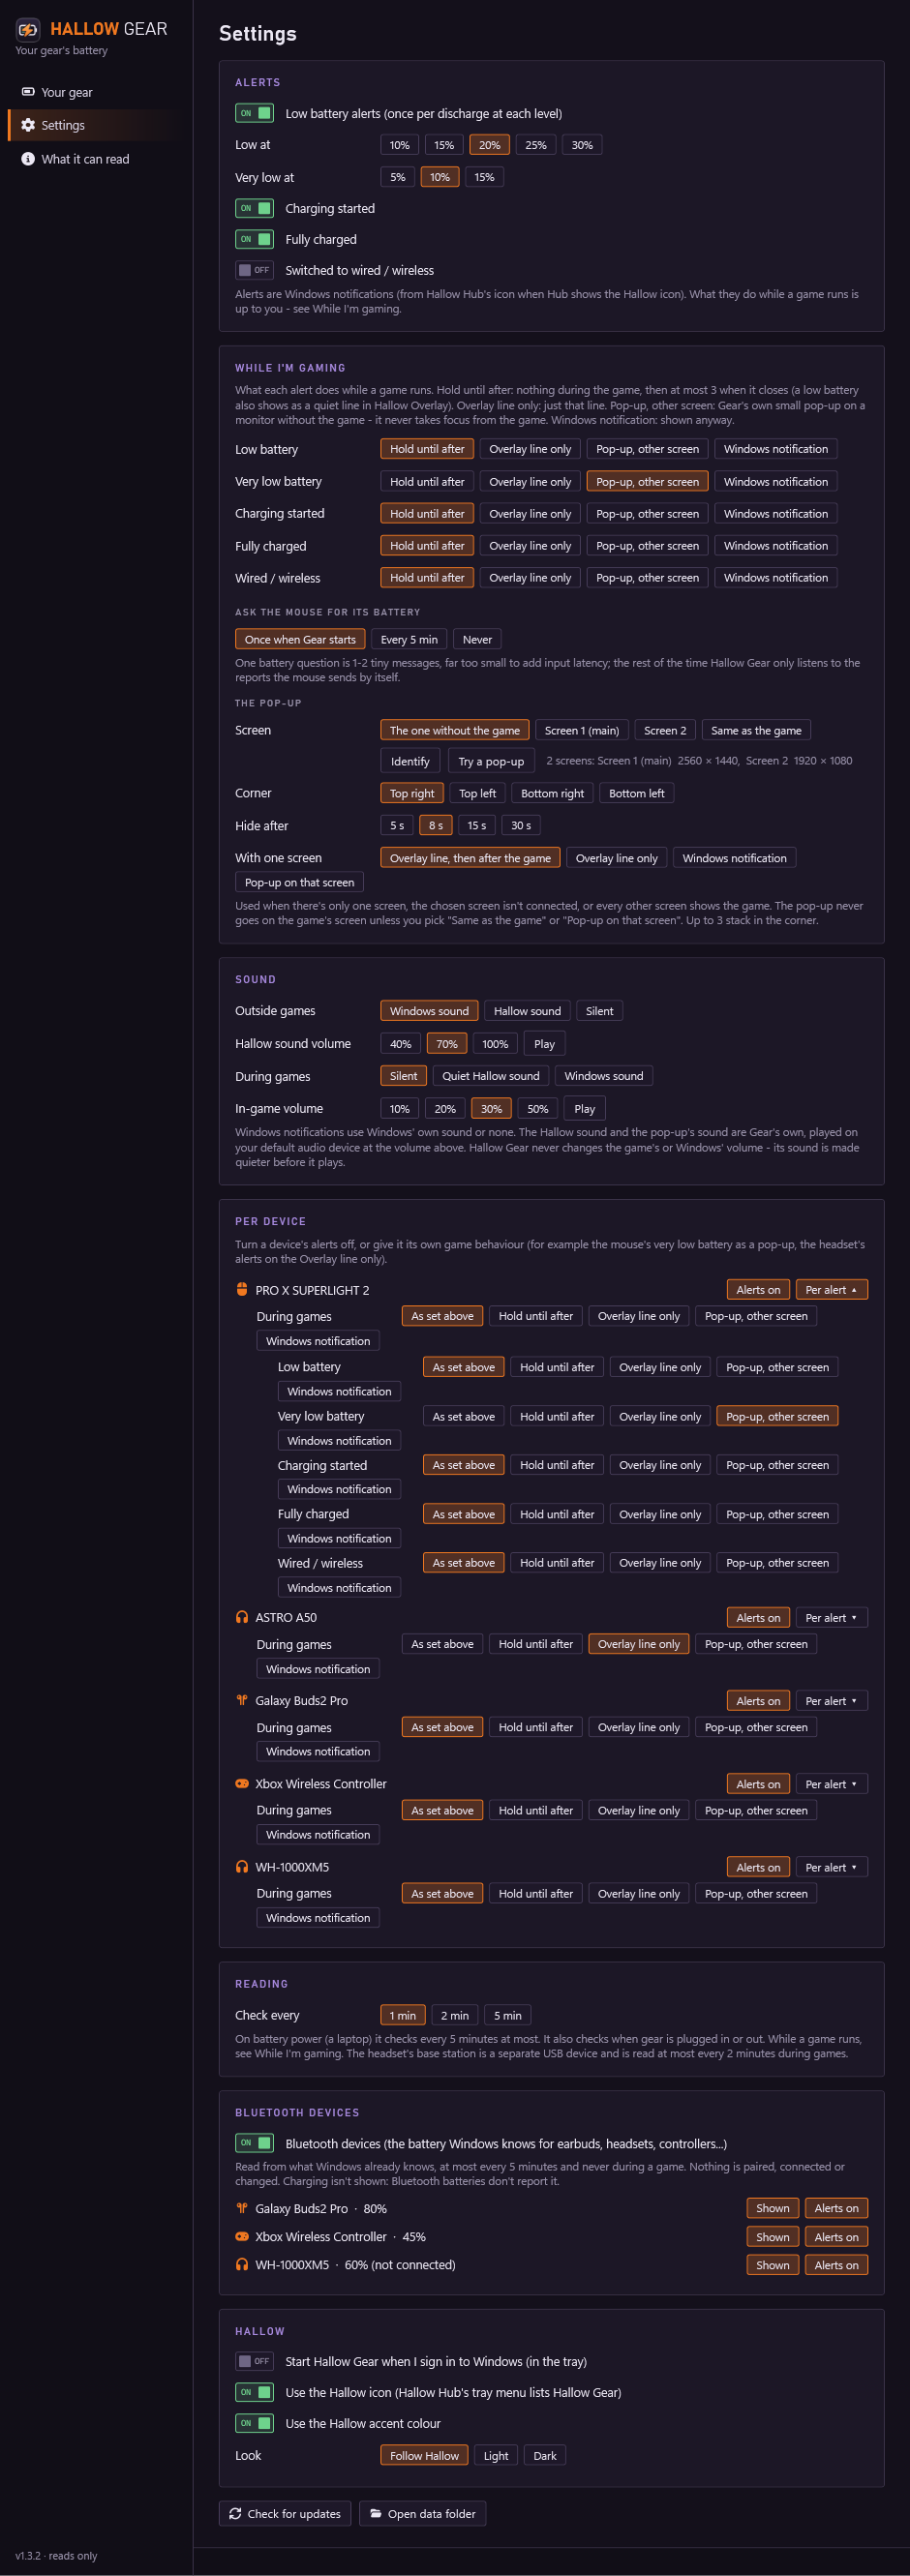 HALLOW GEAR
Your gear's battery
Your gear
Settings
What it can read
Settings
ALERTS
ON Low battery alerts (once per discharge at each level)
Low at 10% 15% 20% 25% 30%
Very low at 5% 10% 15%
ON Charging started
ON Fully charged
OFF Switched to wired / wireless
Alerts are Windows notifications (from Hallow Hub's icon when Hub shows the Hallow icon). What they do while a game runs is
up to you - see While I'm gaming.
WHILE I'M GAMING
What each alert does while a game runs. Hold until after: nothing during the game, then at most 3 when it closes (a low battery
also shows as a quiet line in Hallow Overlay). Overlay line only: just that line. Pop-up, other screen: Gear's own small pop-up on a
monitor without the game - it never takes focus from the game. Windows notification: shown anyway.
Low battery Hold until after Overlay line only Pop-up, other screen Windows notification
Very low battery Hold until after Overlay line only Pop-up, other screen Windows notification
Charging started Hold until after Overlay line only Pop-up, other screen Windows notification
Fully charged Hold until after Overlay line only Pop-up, other screen Windows notification
Wired / wireless Hold until after Overlay line only Pop-up, other screen Windows notification
ASK THE MOUSE FOR ITS BATTERY
Once when Gear starts Every 5 min Never
One battery question is 1-2 tiny messages, far too small to add input latency; the rest of the time Hallow Gear only listens to the
reports the mouse sends by itself.
THE POP-UP
Screen The one without the game Screen 1 (main) Screen 2 Same as the game
Identify Try a pop-up 2 screens: Screen 1 (main) 2560 × 1440, Screen 2 1920 × 1080
Corner Top right Top left Bottom right Bottom left
Hide after 5 s 8 s 15 s 30 s
With one screen Overlay line, then after the game Overlay line only Windows notification
Pop-up on that screen
Used when there's only one screen, the chosen screen isn't connected, or every other screen shows the game. The pop-up never
goes on the game's screen unless you pick "Same as the game" or "Pop-up on that screen". Up to 3 stack in the corner.
SOUND
Outside games Windows sound Hallow sound Silent
Hallow sound volume 40% 70% 100% Play
During games Silent Quiet Hallow sound Windows sound
In-game volume 10% 20% 30% 50% Play
Windows notifications use Windows' own sound or none. The Hallow sound and the pop-up's sound are Gear's own, played on
your default audio device at the volume above. Hallow Gear never changes the game's or Windows' volume - its sound is made
quieter before it plays.
PER DEVICE
Turn a device's alerts off, or give it its own game behaviour (for example the mouse's very low battery as a pop-up, the headset's
alerts on the Overlay line only).
PRO X SUPERLIGHT 2 Alerts on Per alert ▴
During games As set above Hold until after Overlay line only Pop-up, other screen
Windows notification
Low battery As set above Hold until after Overlay line only Pop-up, other screen
Windows notification
Very low battery As set above Hold until after Overlay line only Pop-up, other screen
Windows notification
Charging started As set above Hold until after Overlay line only Pop-up, other screen
Windows notification
Fully charged As set above Hold until after Overlay line only Pop-up, other screen
Windows notification
Wired / wireless As set above Hold until after Overlay line only Pop-up, other screen
Windows notification
ASTRO A50 Alerts on Per alert ▾
During games As set above Hold until after Overlay line only Pop-up, other screen
Windows notification
Galaxy Buds2 Pro Alerts on Per alert ▾
During games As set above Hold until after Overlay line only Pop-up, other screen
Windows notification
Xbox Wireless Controller Alerts on Per alert ▾
During games As set above Hold until after Overlay line only Pop-up, other screen
Windows notification
WH-1000XM5 Alerts on Per alert ▾
During games As set above Hold until after Overlay line only Pop-up, other screen
Windows notification
READING
Check every 1 min 2 min 5 min
On battery power (a laptop) it checks every 5 minutes at most. It also checks when gear is plugged in or out. While a game runs,
see While I'm gaming. The headset's base station is a separate USB device and is read at most every 2 minutes during games.
BLUETOOTH DEVICES
ON Bluetooth devices (the battery Windows knows for earbuds, headsets, controllers...)
Read from what Windows already knows, at most every 5 minutes and never during a game. Nothing is paired, connected or
changed. Charging isn't shown: Bluetooth batteries don't report it.
Galaxy Buds2 Pro · 80% Shown Alerts on
Xbox Wireless Controller · 45% Shown Alerts on
WH-1000XM5 · 60% (not connected) Shown Alerts on
HALLOW
OFF Start Hallow Gear when I sign in to Windows (in the tray)
ON Use the Hallow icon (Hallow Hub's tray menu lists Hallow Gear)
ON Use the Hallow accent colour
Look Follow Hallow Light Dark
Check for updates Open data folder
v1.3.2 · reads only